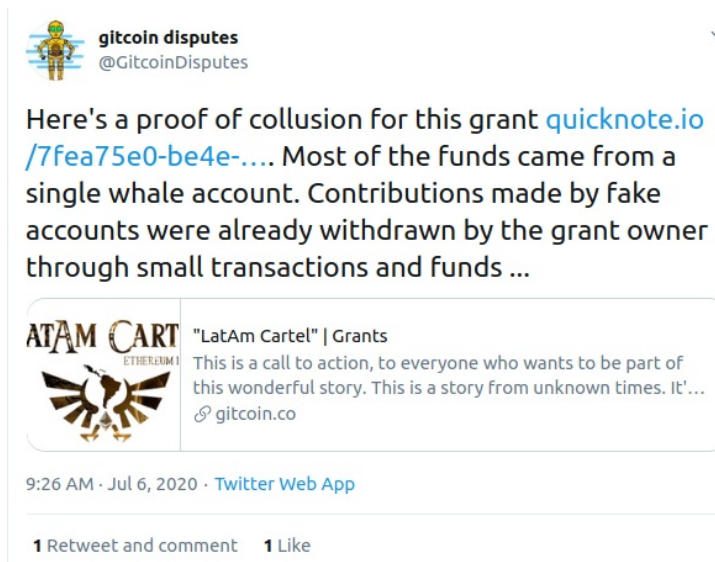 gitcoin disputes
@GitcoinDisputes
Here's a proof of collusion for this grant quicknote.io
/7fea75e0-be4e-…. Most of the funds came from a
single whale account. Contributions made by fake
accounts were already withdrawn by the grant owner
through small transactions and funds ...
ATAM CART
ETHEREUM
"LatAm Cartel" | Grants
This is a call to action, to everyone who wants to be part of
this wonderful story. This is a story from unknown times. It'…
gitcoin.co
9:26 AM · Jul 6, 2020 · Twitter Web App
1 Retweet and comment 1 Like